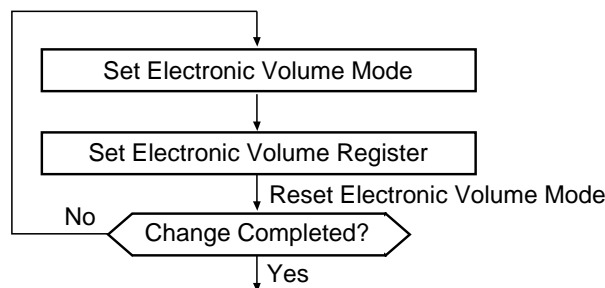 Set Electronic Volume Mode
Set Electronic Volume Register
Reset Electronic Volume Mode
No
Change Completed?
Yes